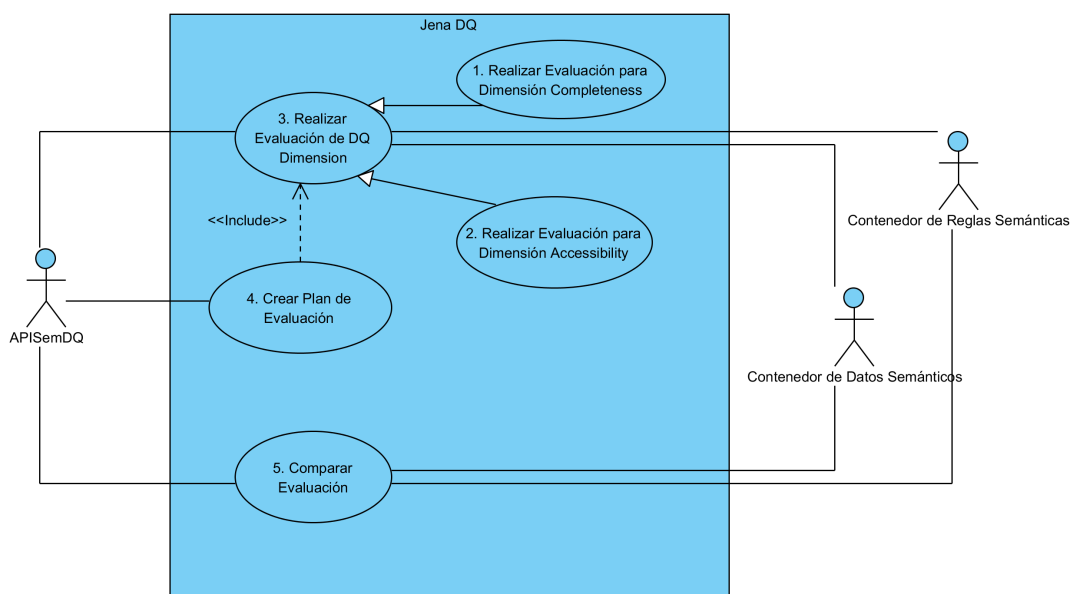 Jena DQ
1. Realizar Evaluación para
Dimensión Completeness
3. Realizar
Evaluación de DQ
Dimension
<<Include>>
2. Realizar Evaluación para
Dimensión Accessibility
Contenedor de Reglas Semánticas
4. Crear Plan de
Evaluación
APISemDQ
Contenedor de Datos Semánticos
5. Comparar
Evaluación